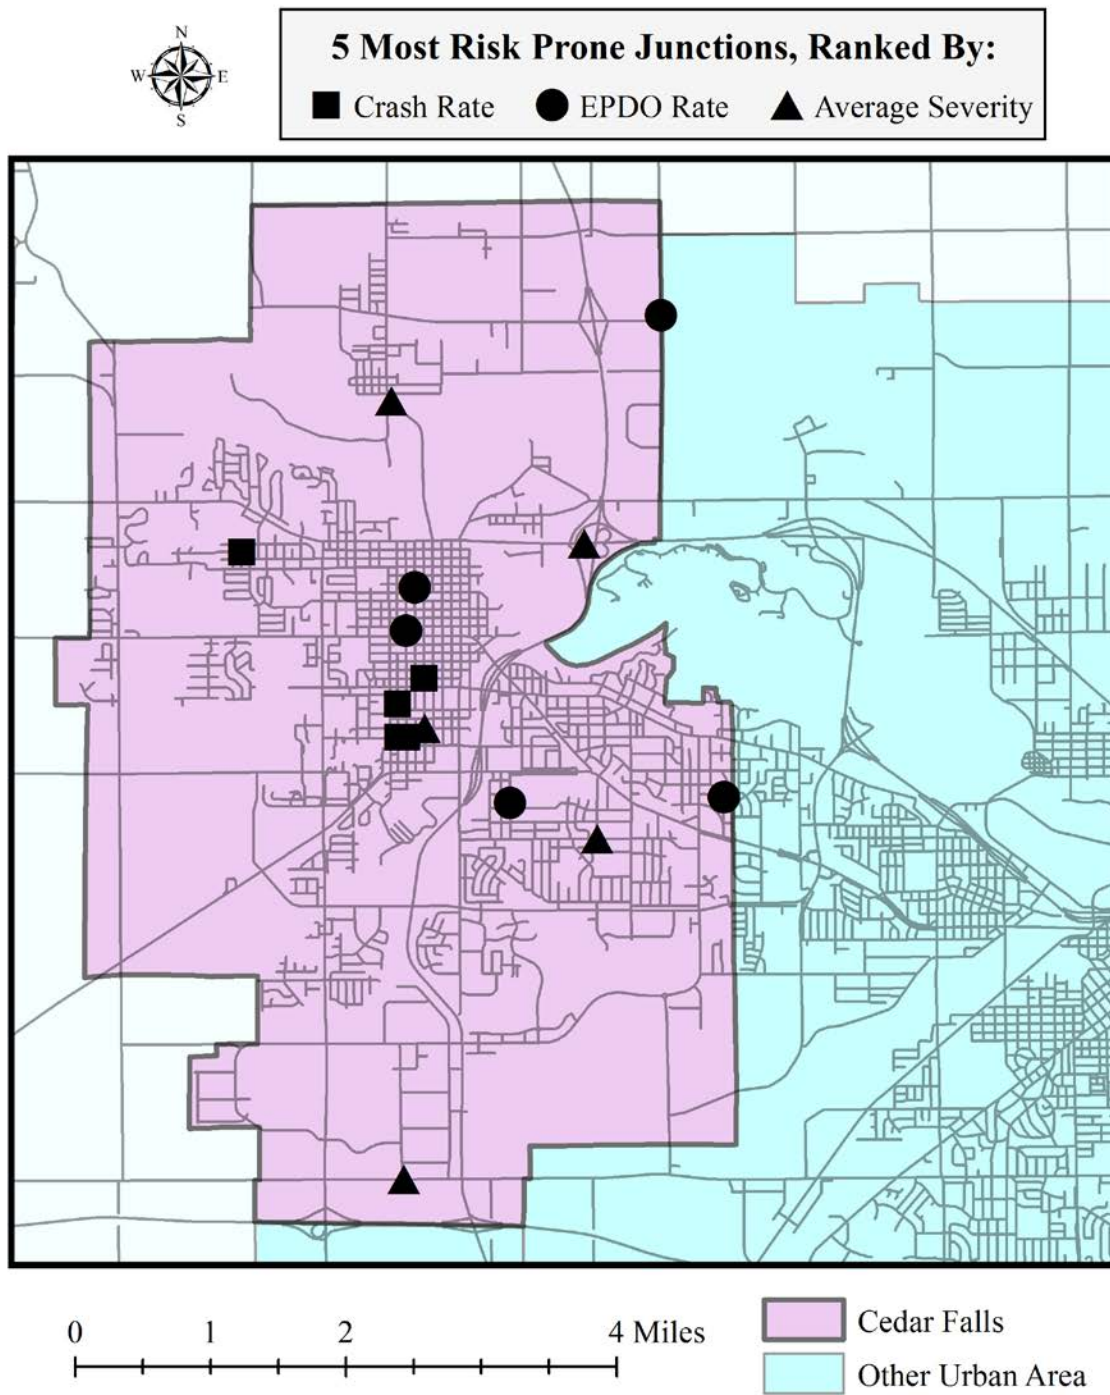 N
W E
S
5 Most Risk Prone Junctions, Ranked By:
Crash Rate EPDO Rate Average Severity
0 1 2 4 Miles
Cedar Falls
Other Urban Area